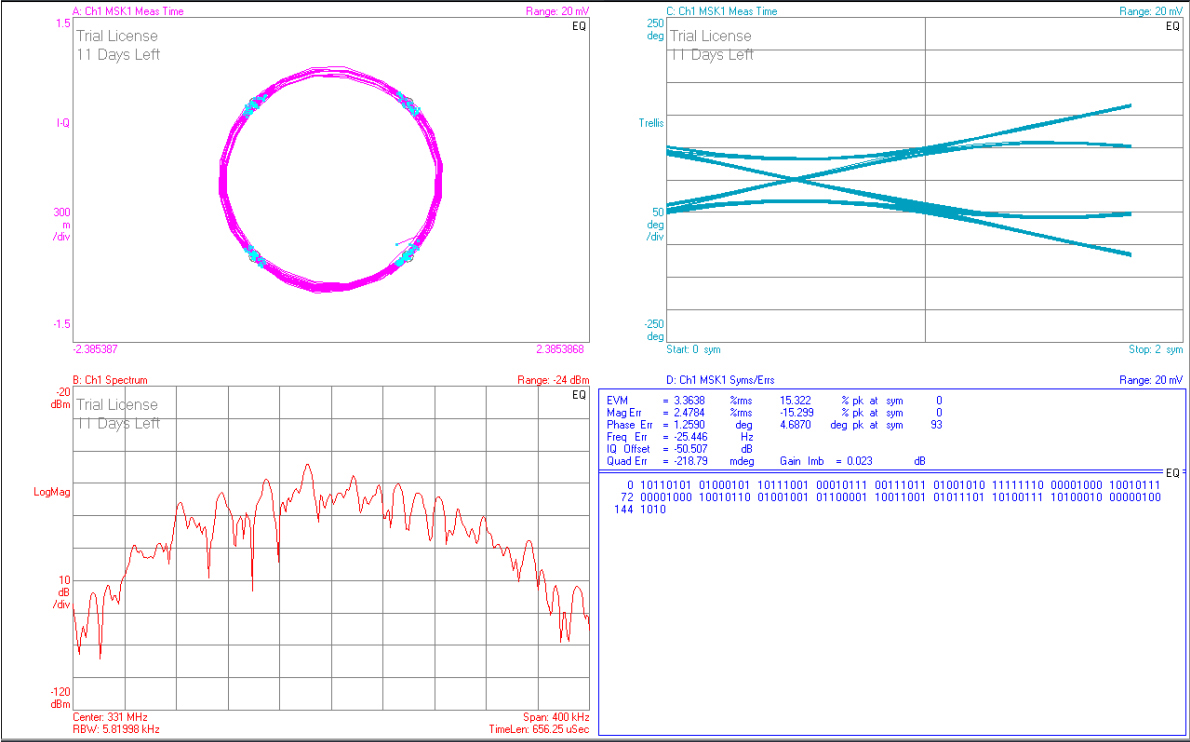 A: Ch1 MSK1 Meas Time Range: 20 mV
1.5 EQ
Trial License
11 Days Left
I-Q
300
m
/div
-1.5
-2.385387 2.3853868
C: Ch1 MSK1 Meas Time Range: 20 mV
250 EQ
deg
Trial License
11 Days Left
Trellis
50
deg
/div
-250
deg
Start: 0 sym Stop: 2 sym
B: Ch1 Spectrum Range: -24 dBm
-20 EQ
dBm
Trial License
11 Days Left
LogMag
10
dB
/div
-120
dBm
Center: 331 MHz Span: 400 kHz
RBW: 5.81998 kHz TimeLen: 656.25 uSec
D: Ch1 MSK1 Syms/Errs Range: 20 mV
EVM = 3.3638 %rms 15.322 % pk at sym 0
Mag Err = 2.4784 %rms -15.299 % pk at sym 0
Phase Err = 1.2590 deg 4.6870 deg pk at sym 93
Freq Err = -25.446 Hz
IQ Offset = -50.507 dB
Quad Err = -218.79 mdeg Gain Imb = 0.023 dB
EQ
0 10110101 01000101 10111001 00010111 00111011 01001010 11111110 00001000 10010111
72 00001000 10010110 01001001 01100001 10011001 01011101 10100111 10100010 00000100
144 1010